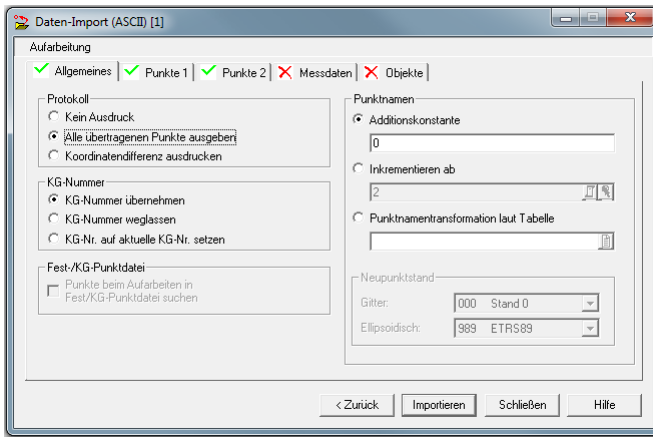 Daten-Import (ASCII) [1]
Aufarbeitung
Allgemeines
Punkte 1
Punkte 2
Messdaten
Objekte
Protokoll
Kein Ausdruck
Alle übertragenen Punkte ausgeben
Koordinatendifferenz ausdrucken
KG-Nummer
KG-Nummer übernehmen
KG-Nummer weglassen
KG-Nr. auf aktuelle KG-Nr. setzen
Fest-/KG-Punktdatei
Punkte beim Aufarbeiten in
Fest/KG-Punktdatei suchen
Punktnamen
Additionskonstante
0
Inkrementieren ab
2
Punktnamentransformation laut Tabelle
Neupunktstand
Gitter: 000 Stand 0
Ellipsoidisch: 989 ETRS89
< Zurück
Importieren
Schließen
Hilfe